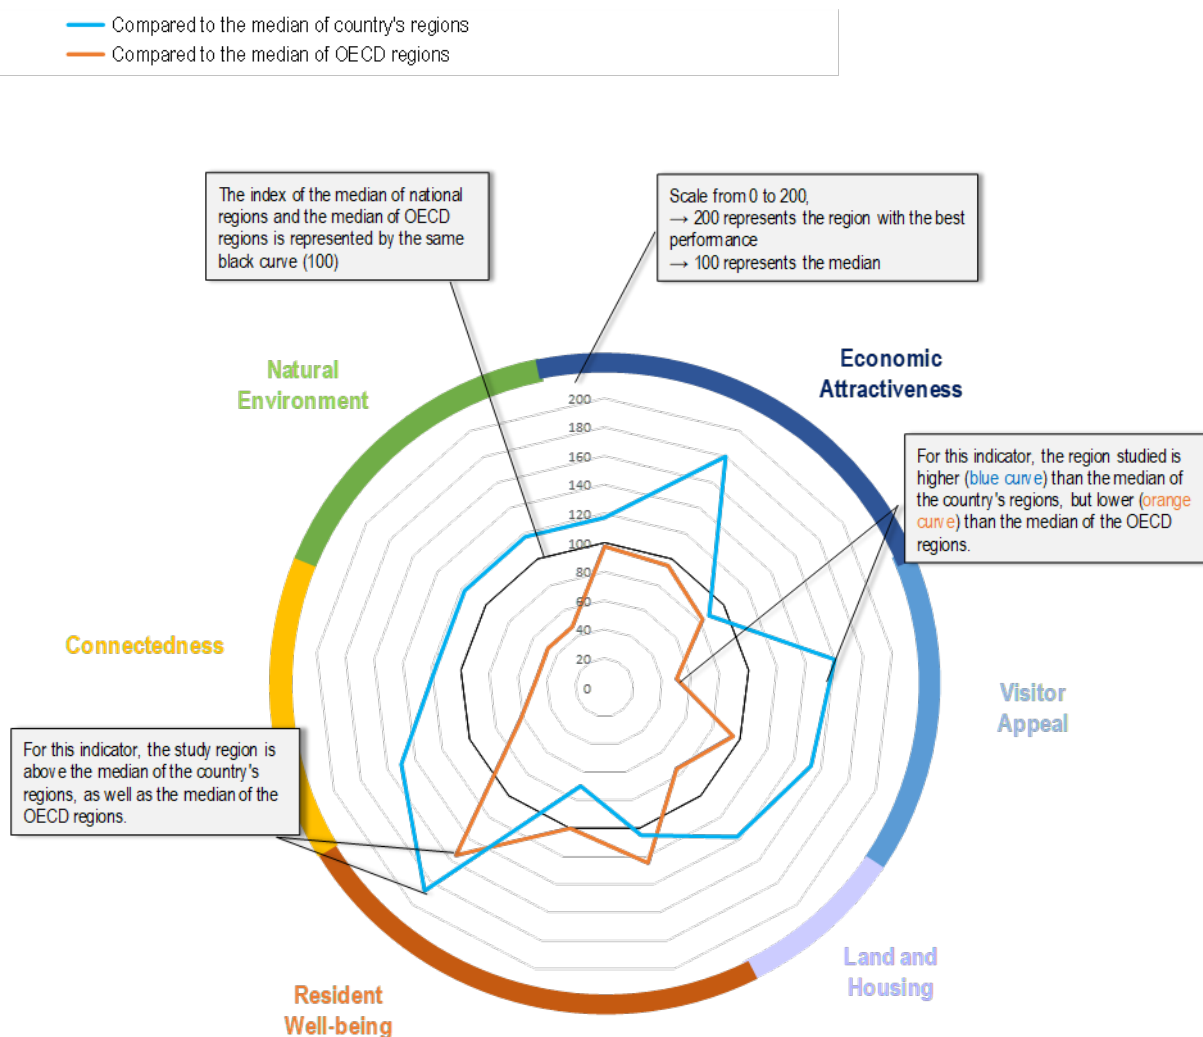 Compared to the median of country's regions
Compared to the median of OECD regions
The index of the median of national
regions and the median of OECD
regions is represented by the same
black curve (100)
Scale from 0 to 200,
→ 200 represents the region with the best
performance
→ 100 represents the median
Natural
Environment
Economic
Attractiveness
200
180
160
140
120
100
80
60
40
20
0
For this indicator, the region studied is
higher (blue curve) than the median of
the country's regions, but lower (orange
curve) than the median of the OECD
regions.
Connectedness
Visitor
Appeal
For this indicator, the study region is
above the median of the country's
regions, as well as the median of the
OECD regions.
Land and
Housing
Resident
Well-being